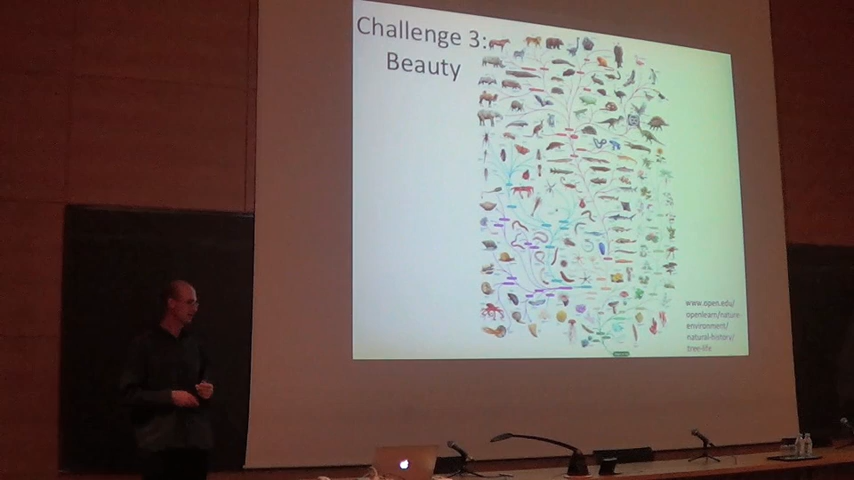 Challenge 3:
Beauty
www.open.edu/
openlearn/nature-
environment/
natural-history/
tree-life